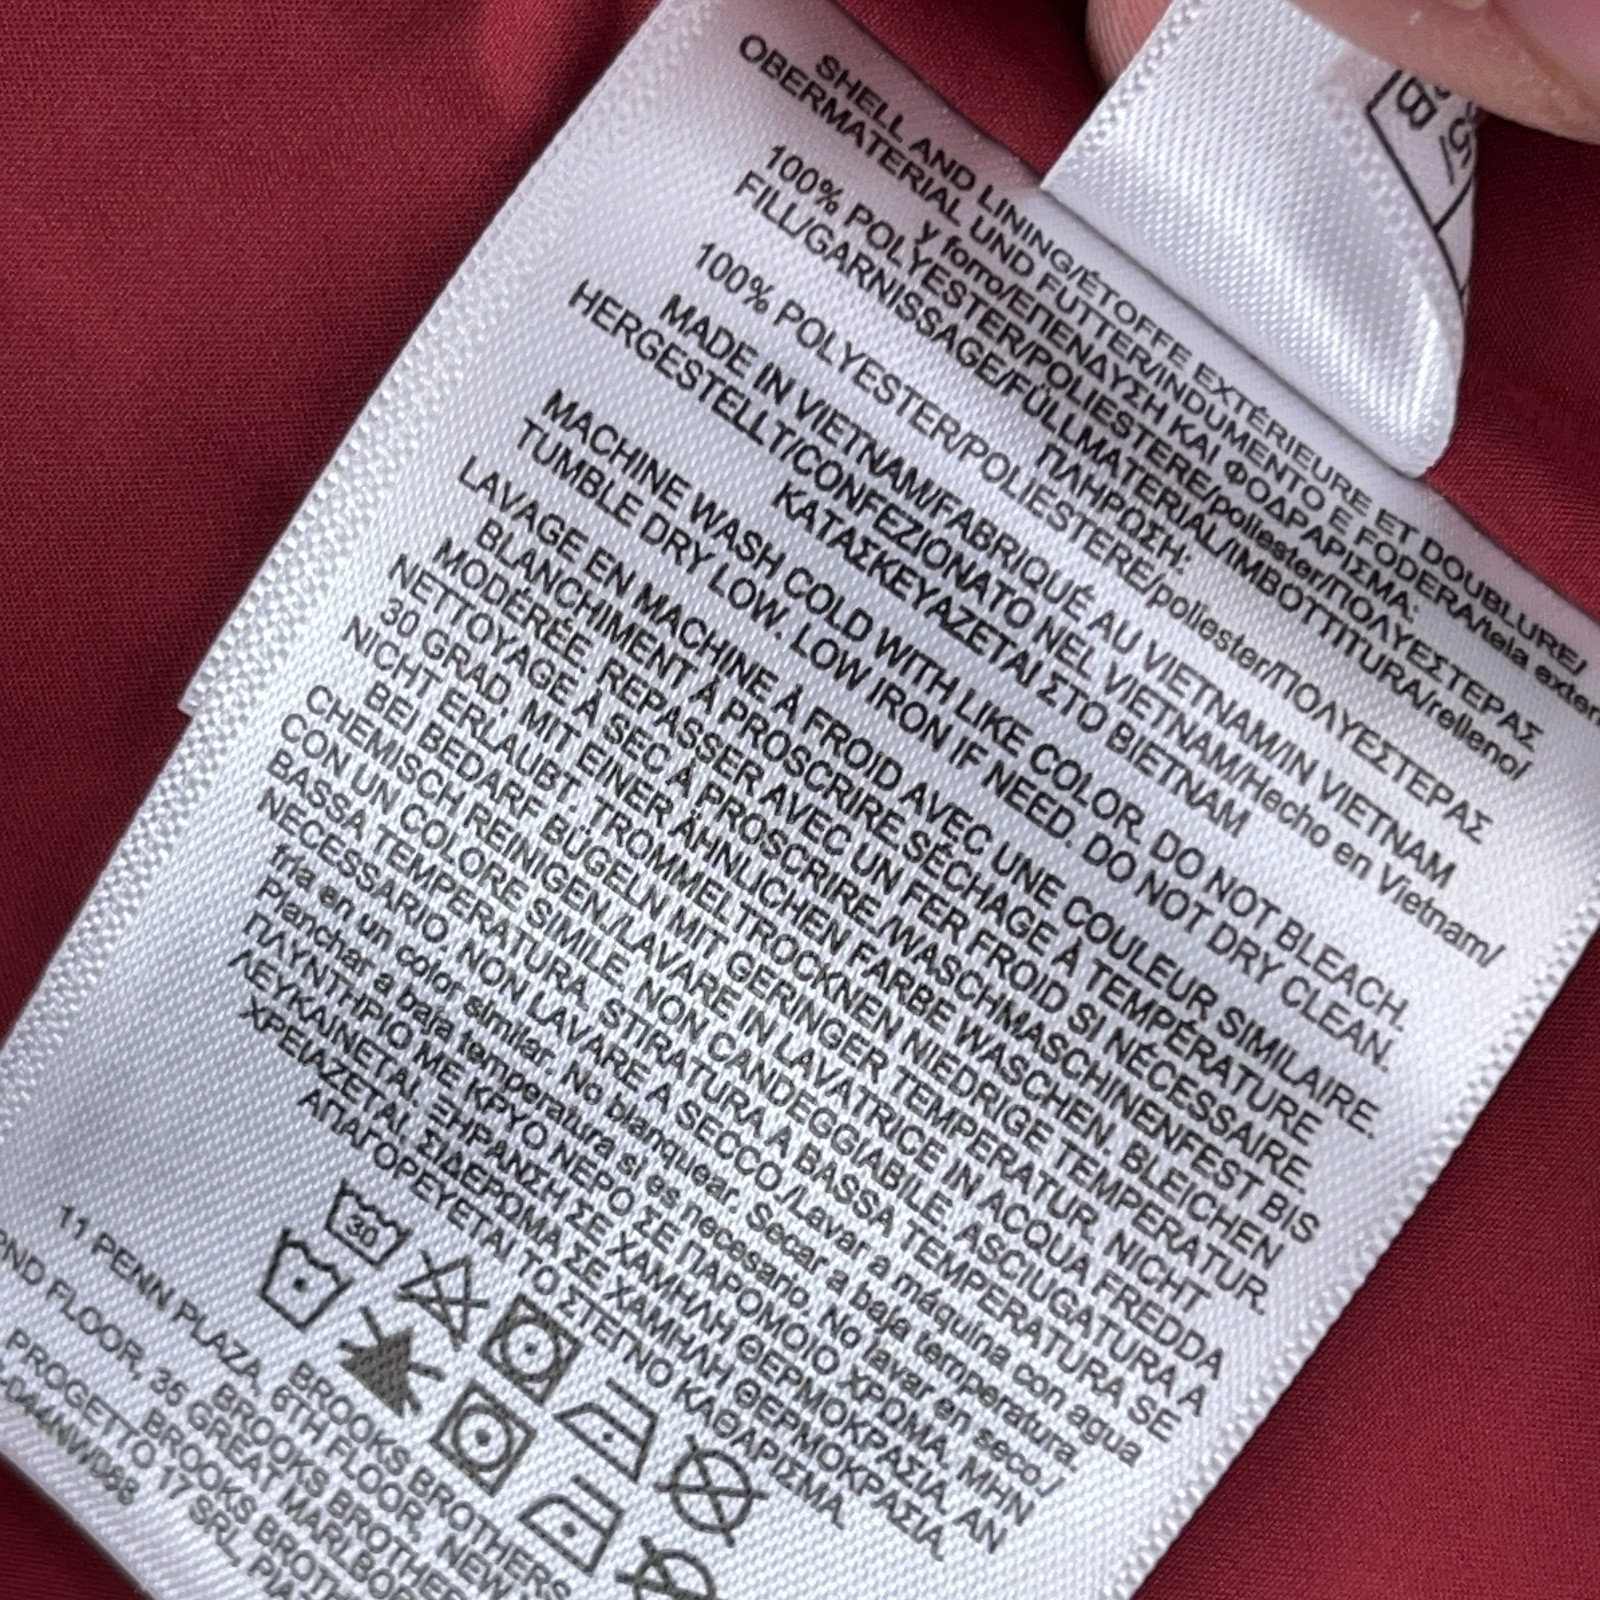 SHELL AND LINING/ÉTOFFE EXTÉRIEURE ET DOUBLURE/
OBERMATERIAL UND FUTTER/INDUMENTO E FODERA/tela exter
y forro/ΕΠΕΝΔΥΣΗ ΚΑΙ ΦΟΔΡΑΡΙΣΜΑ:
100% POLYESTER/POLIESTERE/poliester/ΠΟΛΥΕΣΤΕΡΑΣ
FILL/GARNISSAGE/FÜLLMATERIAL/IMBOTTITURA/relleno/
ΠΛΗΡΩΣΗ:
100% POLYESTER/POLIESTERE/poliester/ΠΟΛΥΕΣΤΕΡΑΣ
MADE IN VIETNAM/FABRIQUÉ AU VIETNAM/IN VIETNAM
HERGESTELLT/CONFEZIONATO NEL VIETNAM/Hecho en Vietnam/
ΚΑΤΑΣΚΕΥΑΖΕΤΑΙ ΣΤΟ ΒΙΕΤΝΑΜ
MACHINE WASH COLD WITH LIKE COLOR. DO NOT BLEACH.
TUMBLE DRY LOW. LOW IRON IF NEED. DO NOT DRY CLEAN.
LAVAGE EN MACHINE À FROID AVEC UNE COULEUR SIMILAIRE.
BLANCHIMENT À PROSCRIRE.SÉCHAGE À TEMPÉRATURE
MODÉRÉE. REPASSER AVEC UN FER FROID SI NÉCESSAIRE.
NETTOYAGE À SEC À PROSCRIRE./WASCHMASCHINENFEST BIS
30 GRAD. MIT EINER ÄHNLICHEN FARBE WASCHEN. BLEICHEN
NICHT ERLAUBT. TROMMELTROCKNEN NIEDRIGE TEMPERATUR.
BEI BEDARF BÜGELN MIT GERINGER TEMPERATUR. NICHT
CHEMISCH REINIGEN./LAVARE IN LAVATRICE IN ACQUA FREDDA
CON UN COLORE SIMILE. NON CANDEGGIABILE. ASCIUGATURA A
BASSA TEMPERATURA. STIRATURA A BASSA TEMPERATURA SE
NECESSARIO. NON LAVARE A SECCO./Lavar a máquina con agua
fría en un color similar. No blanquear. Secar a baja temperatura.
Planchar a baja temperatura si es necesario. No lavar en seco./
ΠΛΥΝΤΗΡΙΟ ΜΕ ΚΡΥΟ ΝΕΡΟ ΣΕ ΠΑΡΟΜΟΙΟ ΧΡΩΜΑ. ΜΗΝ
ΛΕΥΚΑΙΝΕΤΑΙ. ΞΗΡΑΝΣΗ ΣΕ ΧΑΜΗΛΗ ΘΕΡΜΟΚΡΑΣΙΑ. ΑΝ
ΧΡΕΙΑΖΕΤΑΙ, ΣΙΔΕΡΩΜΑ ΣΕ ΧΑΜΗΛΗ ΘΕΡΜΟΚΡΑΣΙΑ.
ΑΠΑΓΟΡΕΥΕΤΑΙ ΤΟ ΣΤΕΓΝΟ ΚΑΘΑΡΙΣΜΑ.
30
BROOKS BROTHERS
11 PENN PLAZA, 6TH FLOOR, NEW
BROOKS BROTHE
FLOOR, 35 GREAT MARLBO
BROOKS BROTH
PROGETTO 17 SRL, PIA